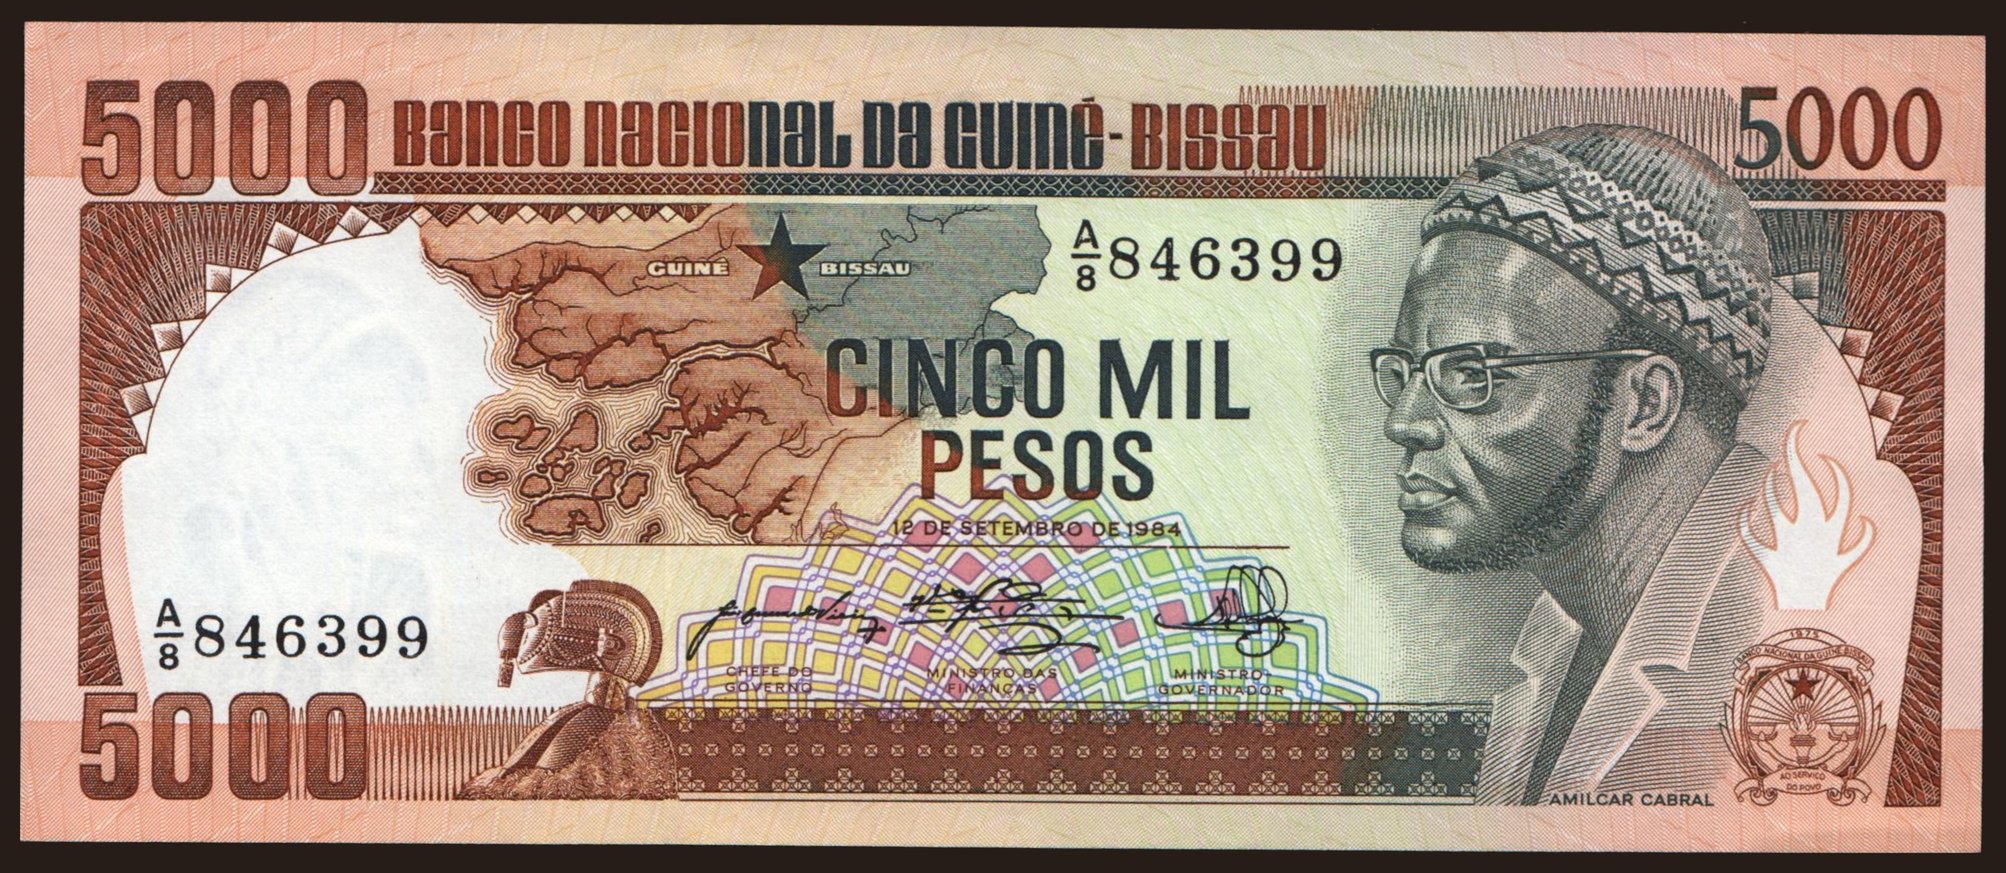 5000 BANCO NACIONAL DA GUINÉ-BISSAU 5000
GUINÉ BISSAU
A/8 846399
CINCO MIL
PESOS
12 DE SETEMBRO DE 1984
A/8 846399
CHEFE DO
GOVERNO
MINISTRO DAS
FINANÇAS
MINISTRO-
GOVERNADOR
5000
1975
BANCO NACIONAL DA GUINÉ-BISSAU
AO SERVIÇO
DO POVO
AMILCAR CABRAL